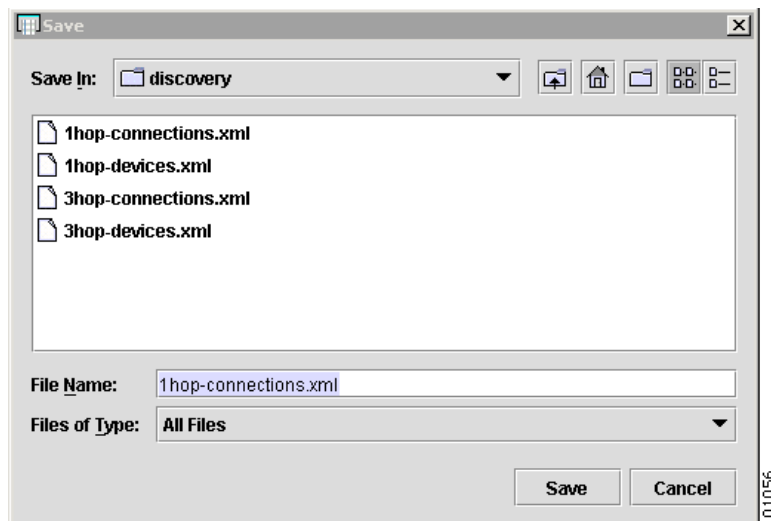 Save
Save In: discovery
1hop-connections.xml
1hop-devices.xml
3hop-connections.xml
3hop-devices.xml
File Name: 1hop-connections.xml
Files of Type: All Files
Save Cancel